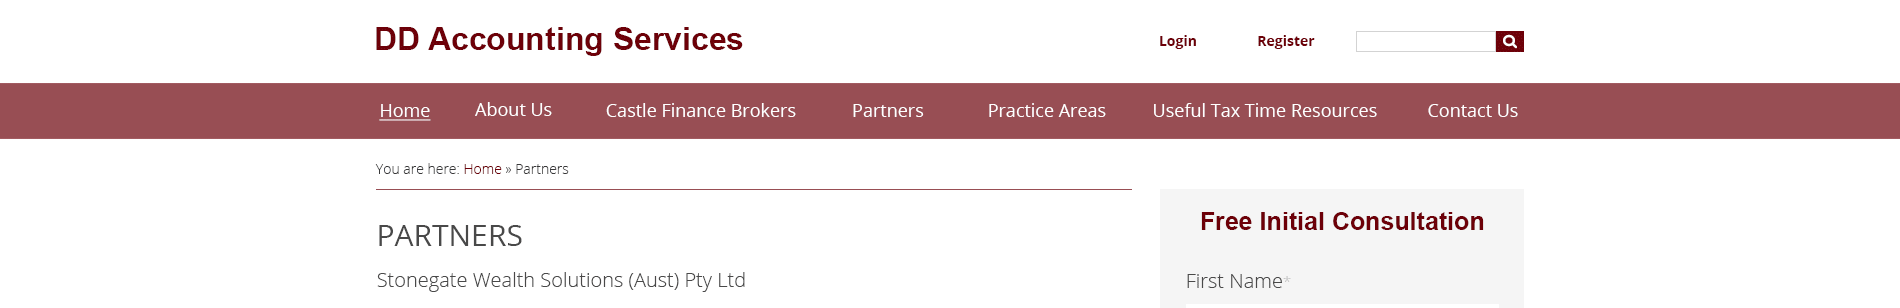 DD Accounting Services
Login Register
Home About Us Castle Finance Brokers Partners Practice Areas Useful Tax Time Resources Contact Us
You are here: Home » Partners
PARTNERS
Stonegate Wealth Solutions (Aust) Pty Ltd
Free Initial Consultation
First Name*